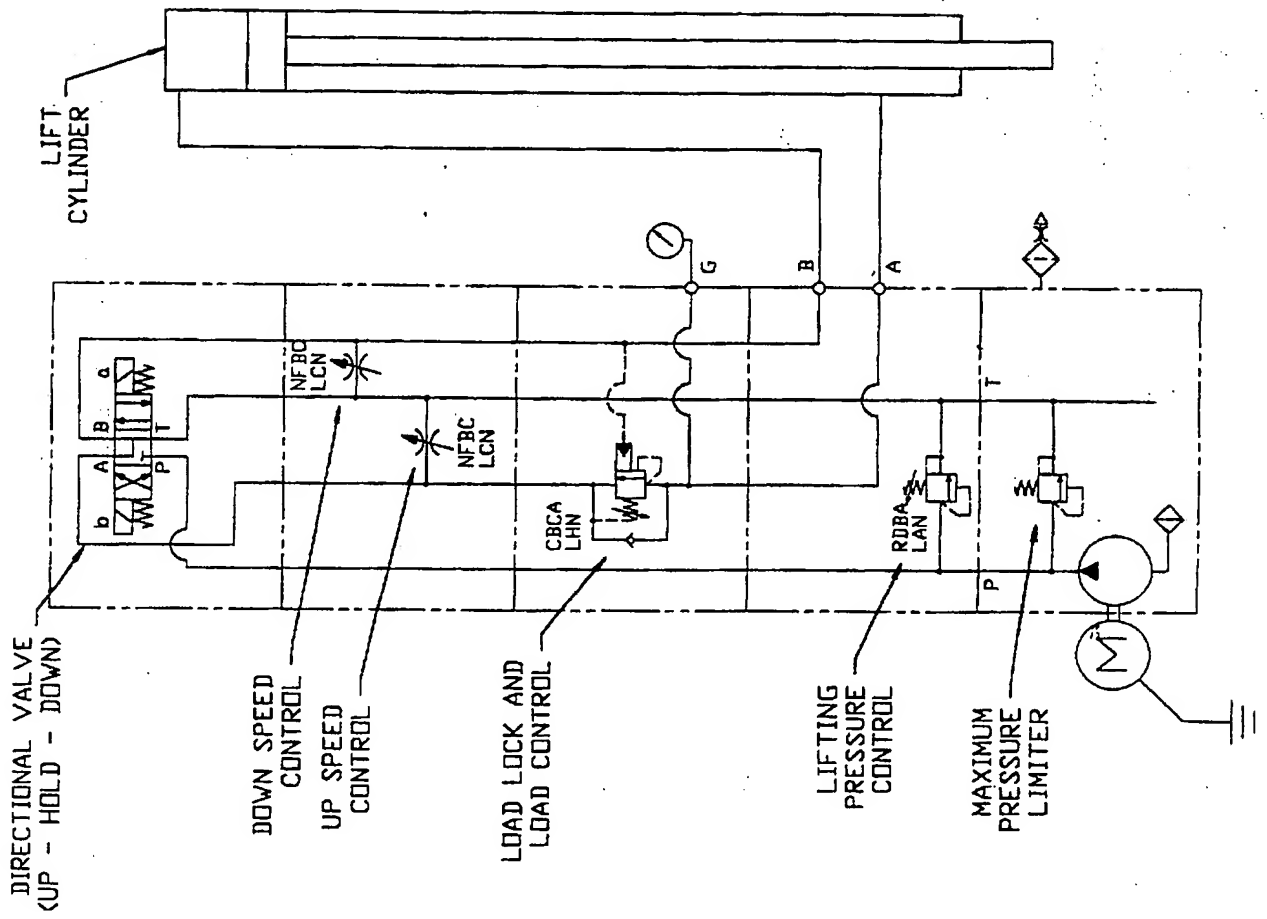 LIFT
CYLINDER
DIRECTIONAL VALVE
(UP - HOLD - DOWN)
b
A
B
a
P
T
DOWN SPEED
CONTROL
NFBC
LCN
UP SPEED
CONTROL
NFBC
LCN
LOAD LOCK AND
LOAD CONTROL
CBCA
LHN
G
B
A
LIFTING
PRESSURE
CONTROL
RDBA
LAN
P
T
MAXIMUM
PRESSURE
LIMITER
M